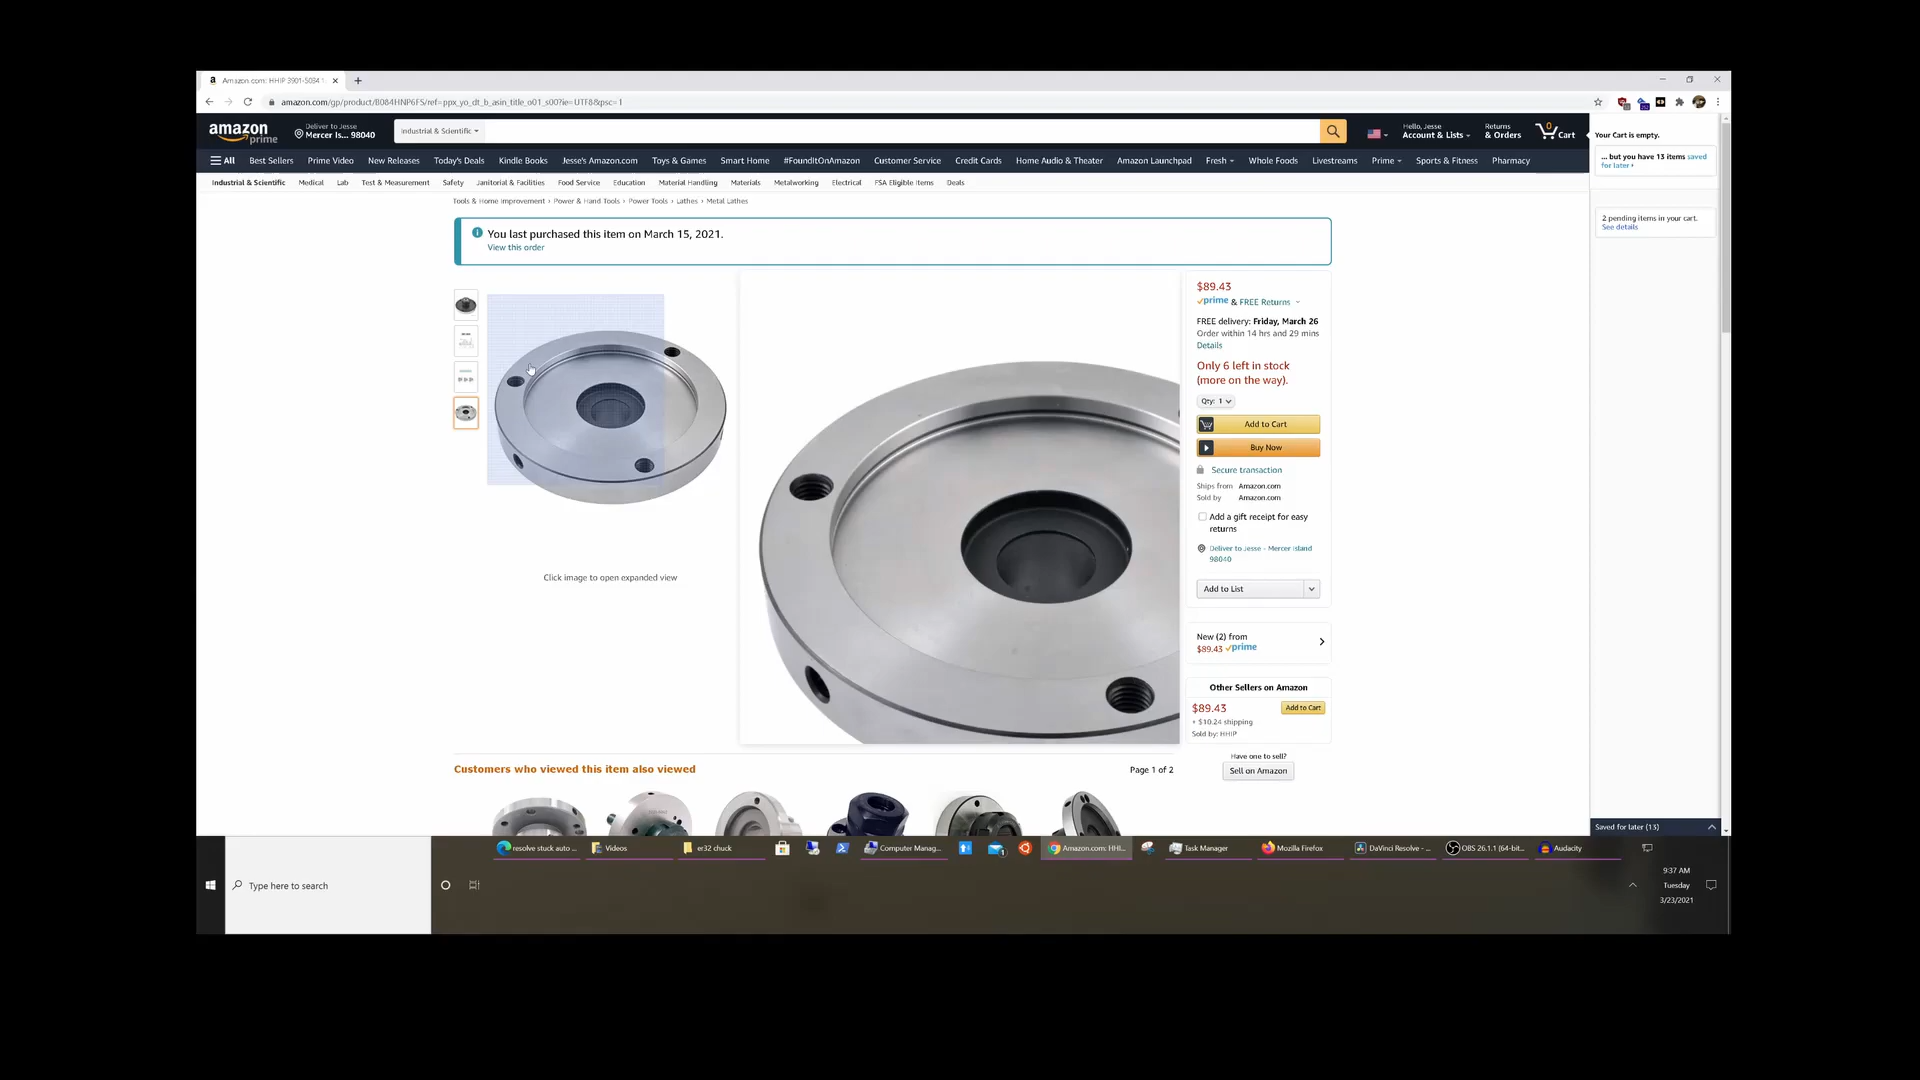 Amazon.com: HHIP 3901-5034 1
amazon.com/gp/product/B084HNP6FS/ref=ppx_yo_dt_b_asin_title_o01_s00?ie=UTF8&psc=1
amazon
prime
Deliver to Jesse
Mercer Is... 98040
Industrial & Scientific
Hello, Jesse
Account & Lists
Returns
& Orders
0
Cart
All Best Sellers Prime Video New Releases Today's Deals Kindle Books Jesse's Amazon.com Toys & Games Smart Home #FoundItOnAmazon Customer Service Credit Cards Home Audio & Theater Amazon Launchpad Fresh Whole Foods Livestreams Prime Sports & Fitness Pharmacy
Industrial & Scientific Medical Lab Test & Measurement Safety Janitorial & Facilities Food Service Education Material Handling Materials Metalworking Electrical FSA Eligible Items Deals
Tools & Home Improvement › Power & Hand Tools › Power Tools › Lathes › Metal Lathes
You last purchased this item on March 15, 2021.
View this order
Click image to open expanded view
$89.43
prime & FREE Returns
FREE delivery: Friday, March 26
Order within 14 hrs and 29 mins
Details
Only 6 left in stock
(more on the way).
Qty: 1
Add to Cart
Buy Now
Secure transaction
Ships from Amazon.com
Sold by Amazon.com
Add a gift receipt for easy
returns
Deliver to Jesse - Mercer Island
98040
Add to List
New (2) from
$89.43 prime
Other Sellers on Amazon
$89.43
Add to Cart
+ $10.24 shipping
Sold by: HHIP
Have one to sell?
Sell on Amazon
Customers who viewed this item also viewed
Page 1 of 2
Your Cart is empty.
... but you have 13 items saved
for later ›
2 pending items in your cart.
See details
Saved for later (13)
Type here to search
resolve stuck auto ...
Videos
er32 chuck
Computer Manag...
1
Amazon.com: HHI...
Task Manager
Mozilla Firefox
DaVinci Resolve - ...
OBS 26.1.1 (64-bit...
Audacity
9:37 AM
Tuesday
3/23/2021